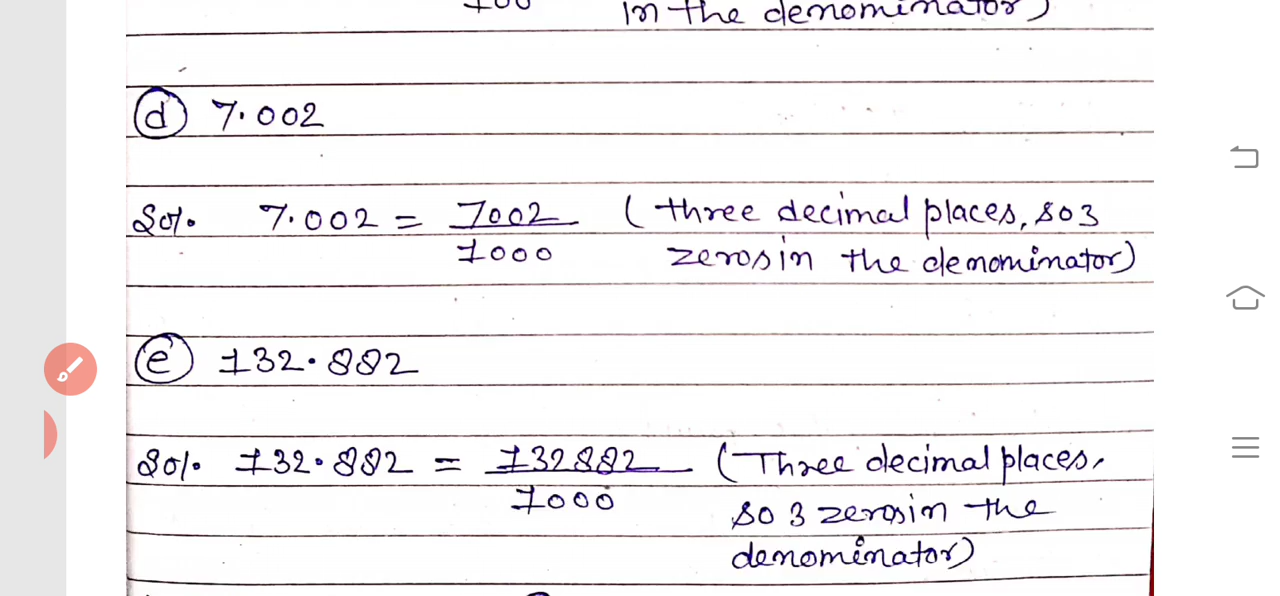 100 in the denominator)
(d) 7.002
Sol. 7.002 = 7002/1000 (three decimal places, so 3
zeros in the denominator)
(e) 132.882
Sol. 132.882 = 132882/1000 (Three decimal places,
so 3 zeros in the
denominator)